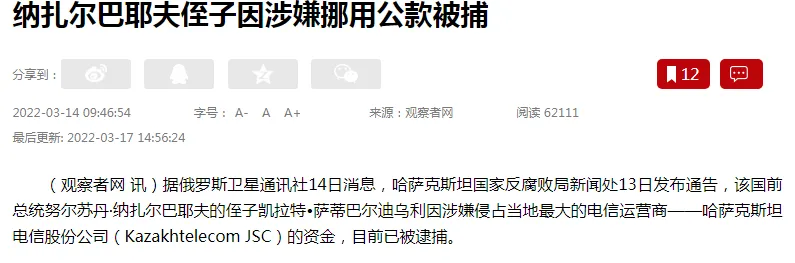 纳扎尔巴耶夫侄子因涉嫌挪用公款被捕
分享到：
12
2022-03-14 09:46:54 字号： A- A A+ 来源：观察者网 阅读 62111
最后更新: 2022-03-17 14:56:24
（观察者网 讯）据俄罗斯卫星通讯社14日消息，哈萨克斯坦国家反腐败局新闻处13日发布通告，该国前
总统努尔苏丹·纳扎尔巴耶夫的侄子凯拉特•萨蒂巴尔迪乌利因涉嫌侵占当地最大的电信运营商——哈萨克斯坦
电信股份公司（Kazakhtelecom JSC）的资金，目前已被逮捕。